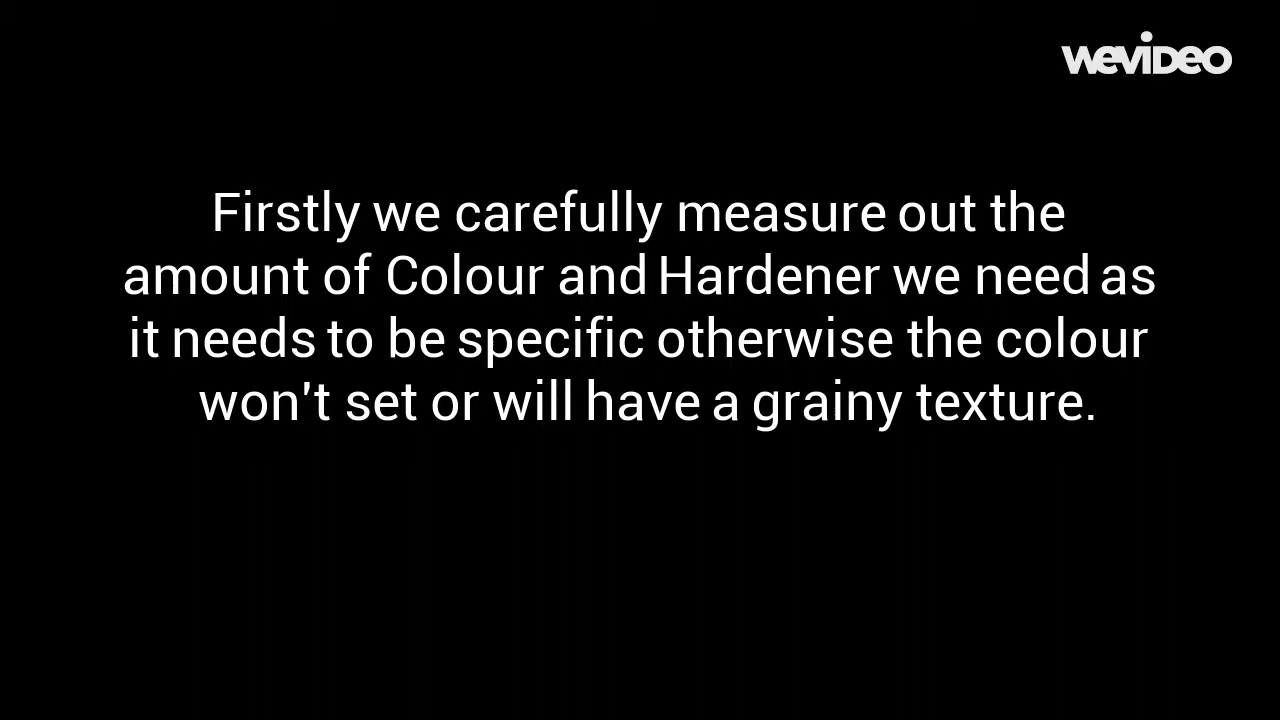 wevideo
Firstly we carefully measure out the
amount of Colour and Hardener we need as
it needs to be specific otherwise the colour
won't set or will have a grainy texture.